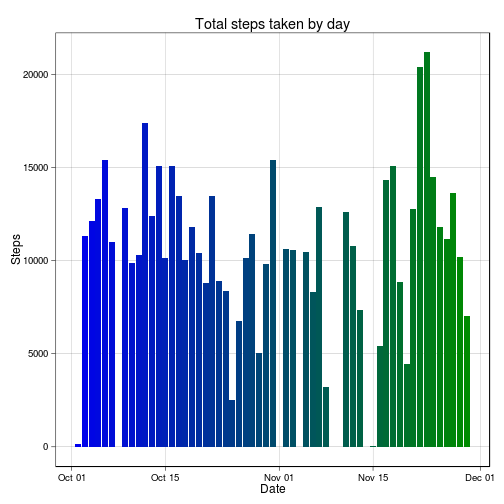 Total steps taken by day
Steps
20000
15000
10000
5000
0
Oct 01 Oct 15 Nov 01 Nov 15 Dec 01
Date